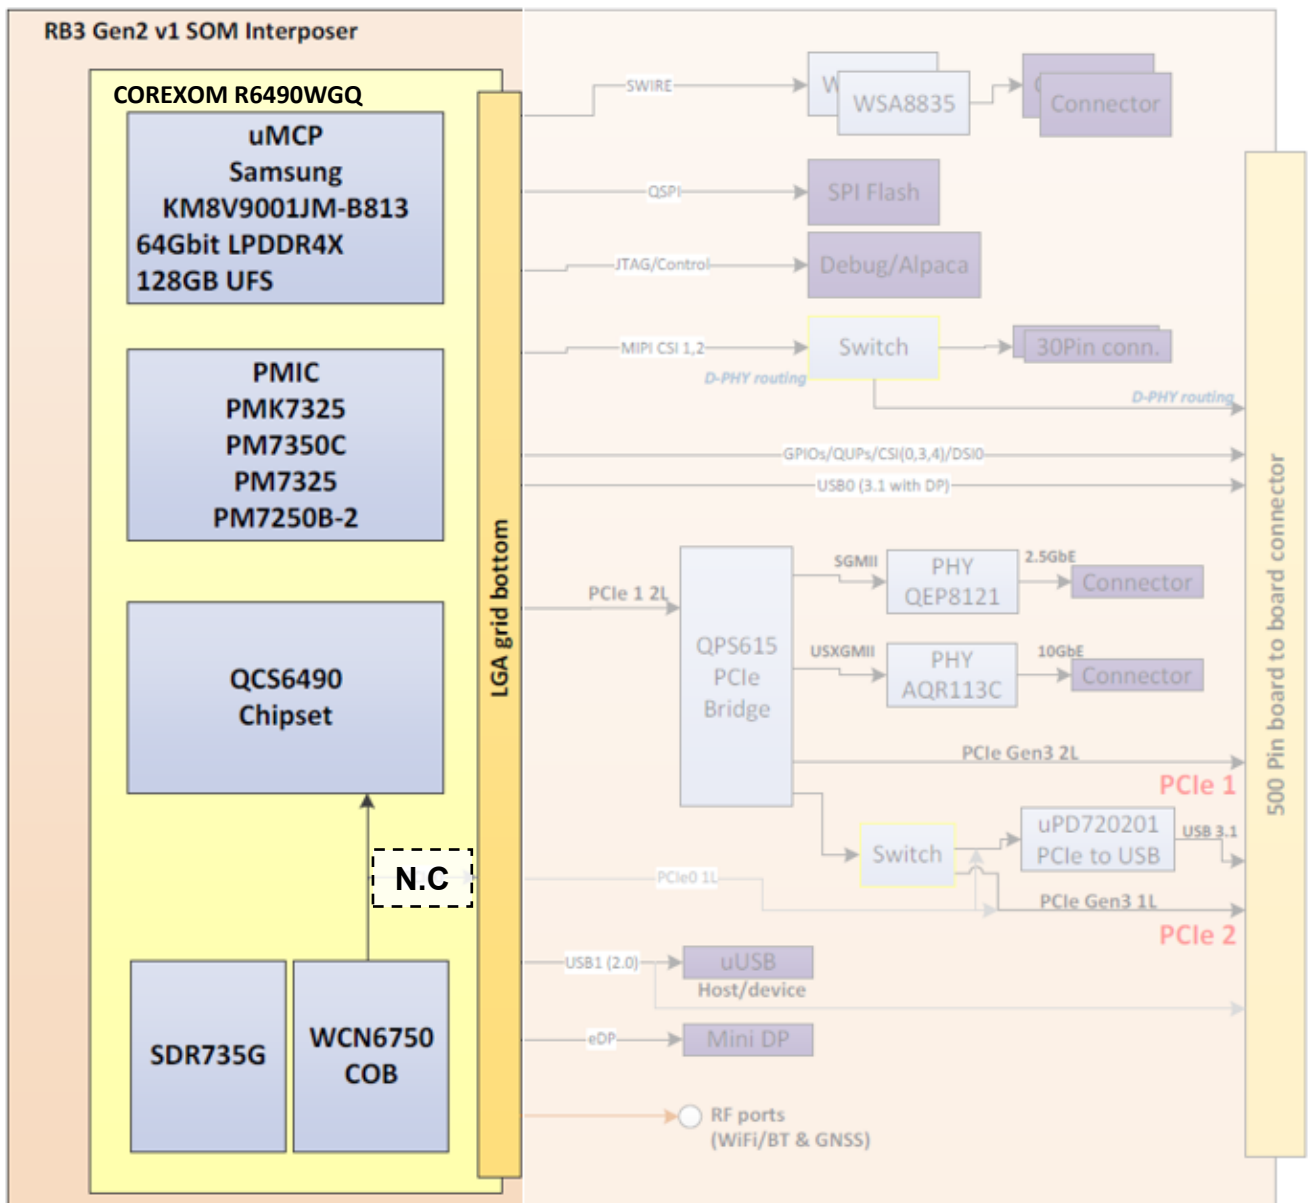 RB3 Gen2 v1 SOM Interposer
COREXOM R6490WGQ
uMCP
Samsung
KM8V9001JM-B813
64Gbit LPDDR4X
128GB UFS
PMIC
PMK7325
PM7350C
PM7325
PM7250B-2
QCS6490
Chipset
N.C
SDR735G
WCN6750
COB
LGA grid bottom
SWIRE
W
WSA8835
Connector
QSPI
SPI Flash
JTAG/Control
Debug/Alpaca
MIPI CSI 1,2
D-PHY routing
Switch
30Pin conn.
D-PHY routing
GPIOs/QUPs/CSI(0,3,4)/DSI0
USB0 (3.1 with DP)
PCIe 1 2L
QPS615
PCIe
Bridge
SGMII
PHY
QEP8121
2.5GbE
Connector
USXGMII
PHY
AQR113C
10GbE
Connector
PCIe Gen3 2L
PCIe 1
Switch
uPD720201
PCIe to USB
USB 3.1
PCIe0 1L
PCIe Gen3 1L
PCIe 2
USB1 (2.0)
uUSB
Host/device
eDP
Mini DP
RF ports
(WiFi/BT & GNSS)
500 Pin board to board connector